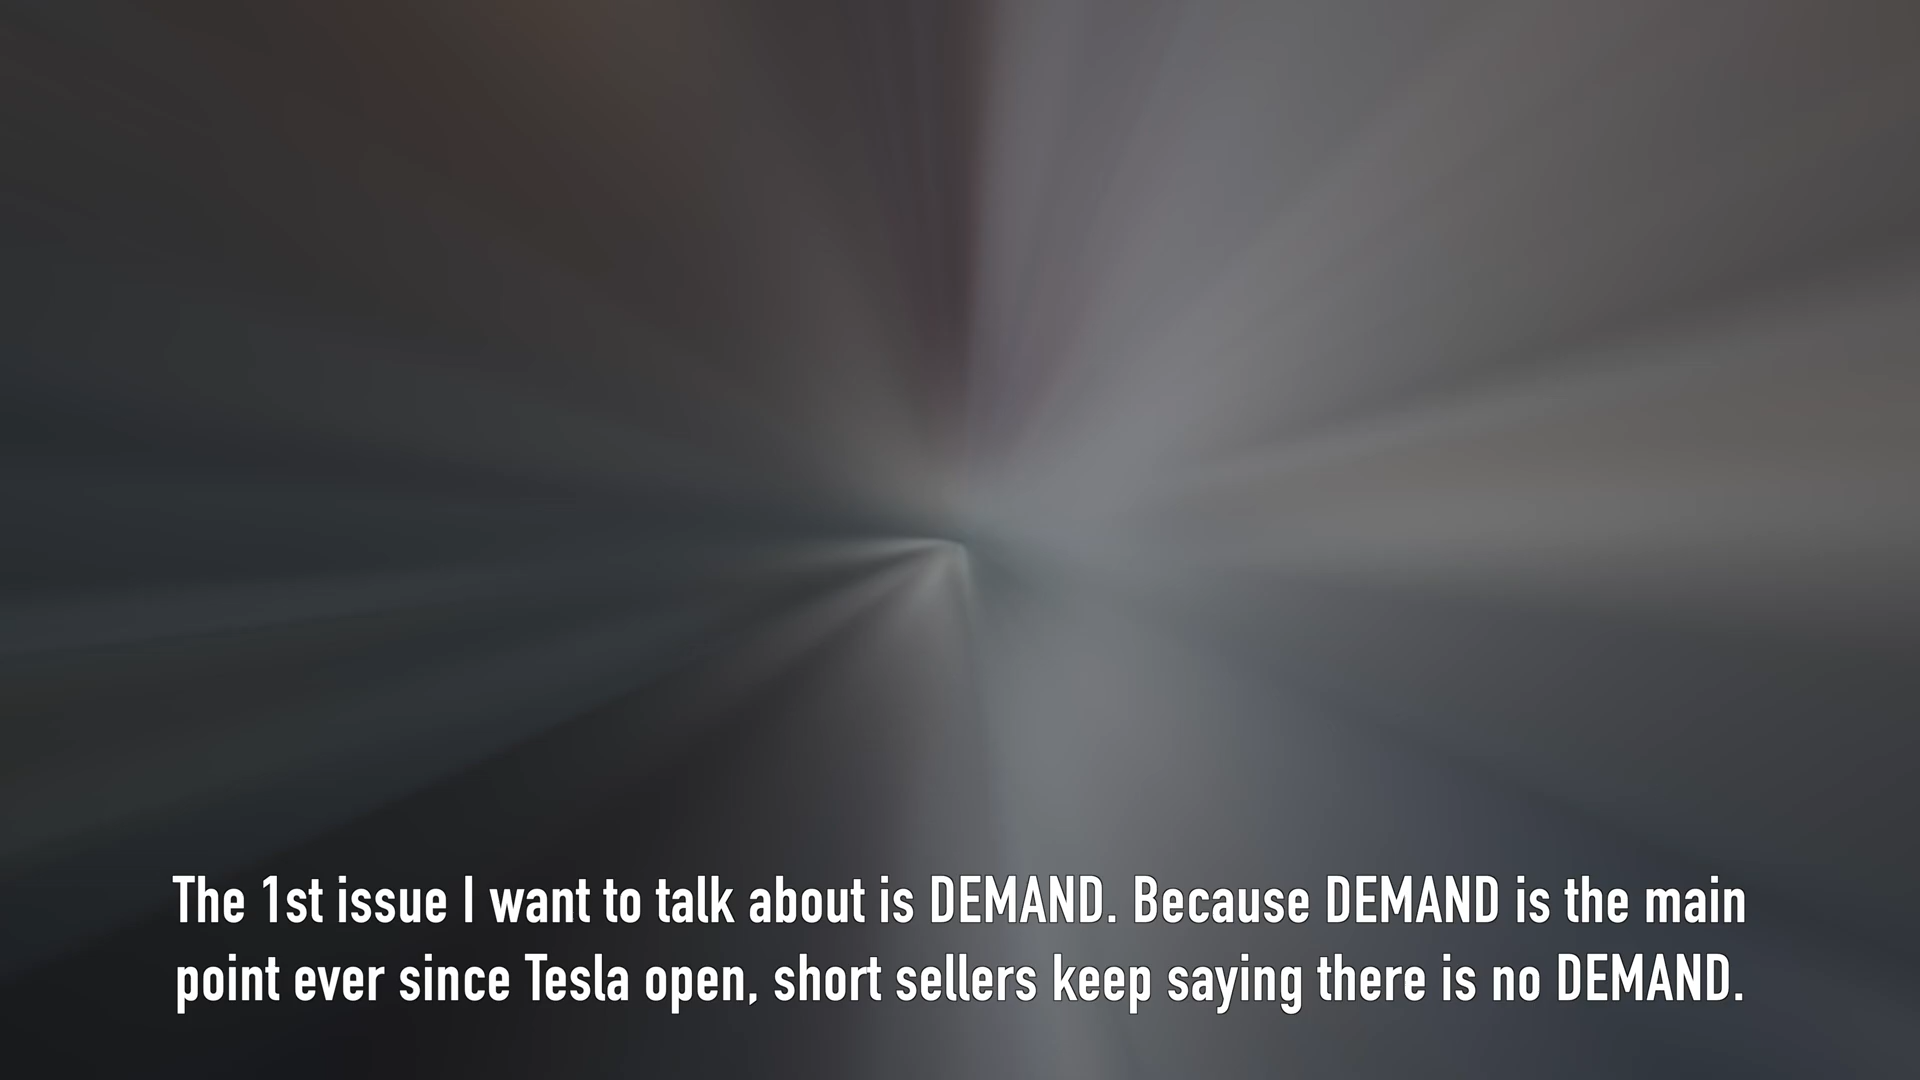 The 1st issue I want to talk about is DEMAND. Because DEMAND is the main
point ever since Tesla open, short sellers keep saying there is no DEMAND.